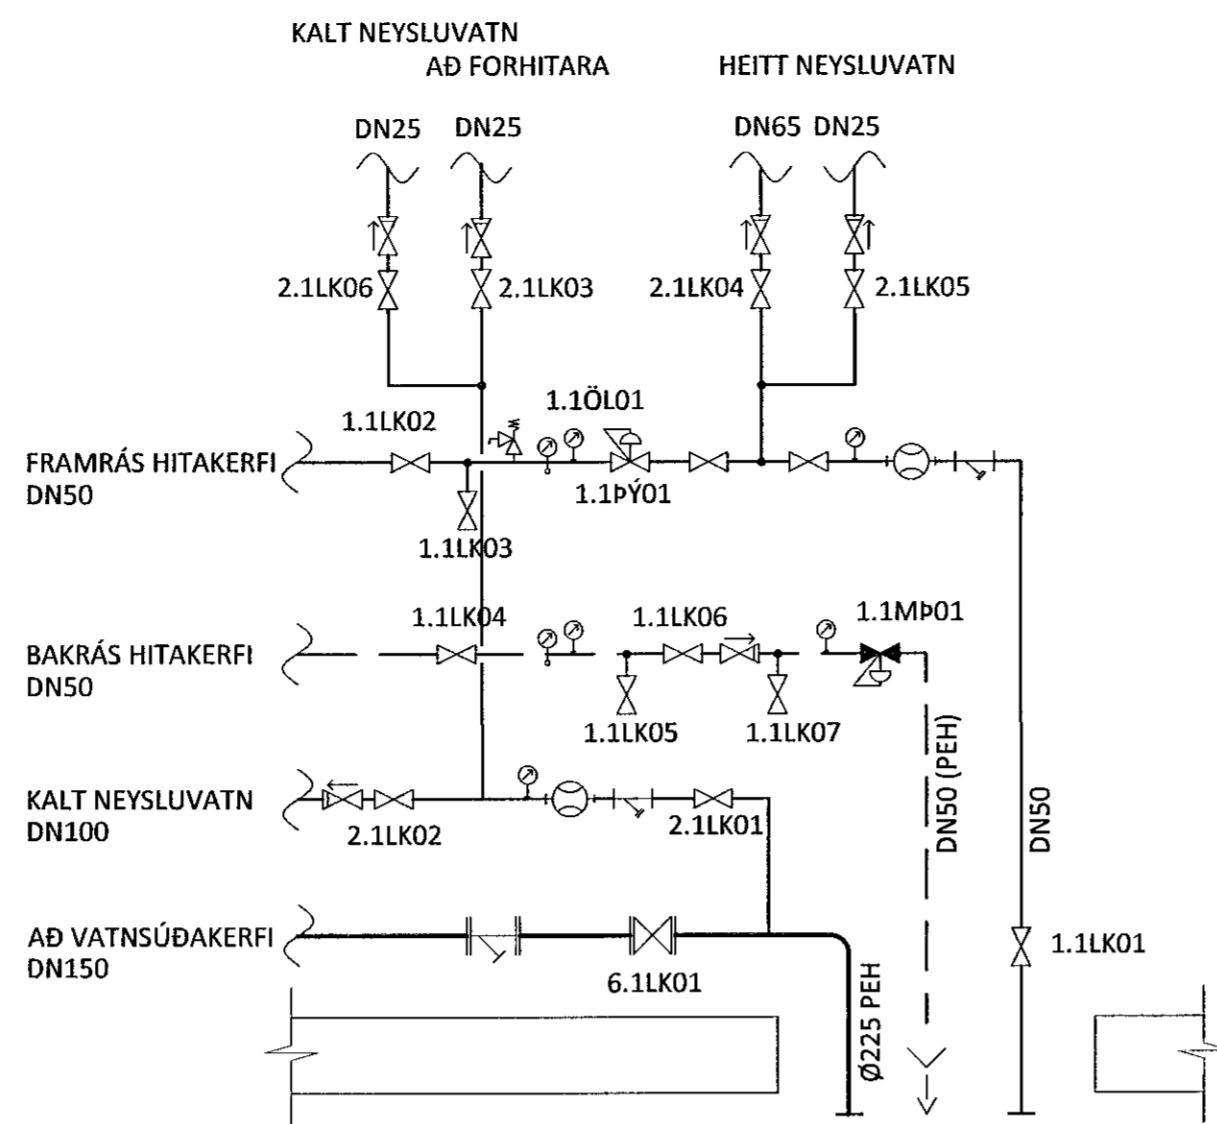 KALT NEYSLUVATN
AÐ FORHITARA
HEITT NEYSLUVATN
DN25
DN25
DN65
DN25
2.1LK06
2.1LK03
2.1LK04
2.1LK05
1.1LK02
1.1ÖL01
FRAMRÁS HITAKERFI
DN50
1.1ÞÝ01
1.1LK03
1.1LK04
1.1LK06
1.1MÞ01
BAKRÁS HITAKERFI
DN50
1.1LK05
1.1LK07
DN50 (PEH)
DN50
KALT NEYSLUVATN
DN100
2.1LK02
2.1LK01
AÐ VATNSÚÐAKERFI
DN150
6.1LK01
1.1LK01
Ø225 PEH